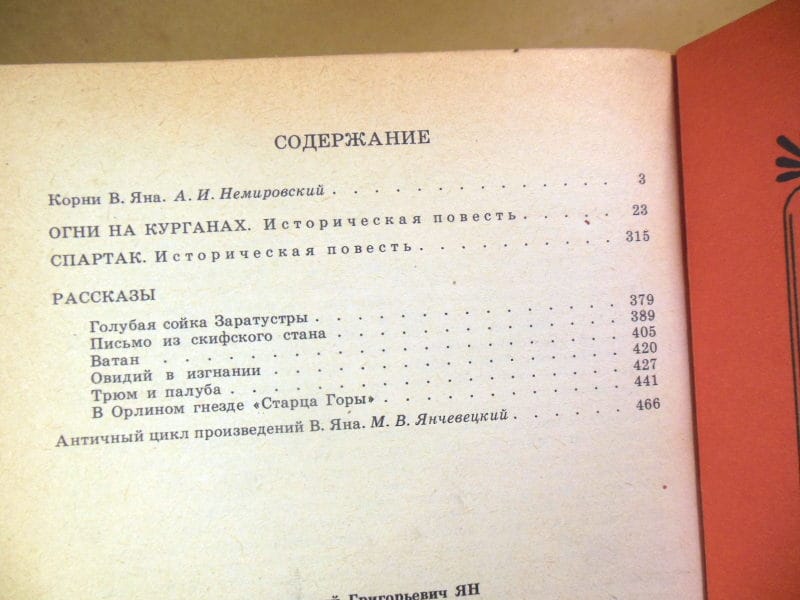 СОДЕРЖАНИЕ
Корни В. Яна. А. И. Немировский . . . . . . . . . . . . . . 3
ОГНИ НА КУРГАНАХ. Историческая повесть . . . . . 23
СПАРТАК. Историческая повесть . . . . . . . . . . 315
РАССКАЗЫ
Голубая сойка Заратустры . . . . . . . . . . . . . . . 379
Письмо из скифского стана . . . . . . . . . . . . . . 389
Ватан . . . . . . . . . . . . . . . . . . . . . . . 405
Овидий в изгнании . . . . . . . . . . . . . . . . . . 420
Трюм и палуба . . . . . . . . . . . . . . . . . . . . 427
В Орлином гнезде «Старца Горы» . . . . . . . . . . . . 441
Античный цикл произведений В. Яна. М. В. Янчевецкий . . . . . . 466
Григорьевич ЯН